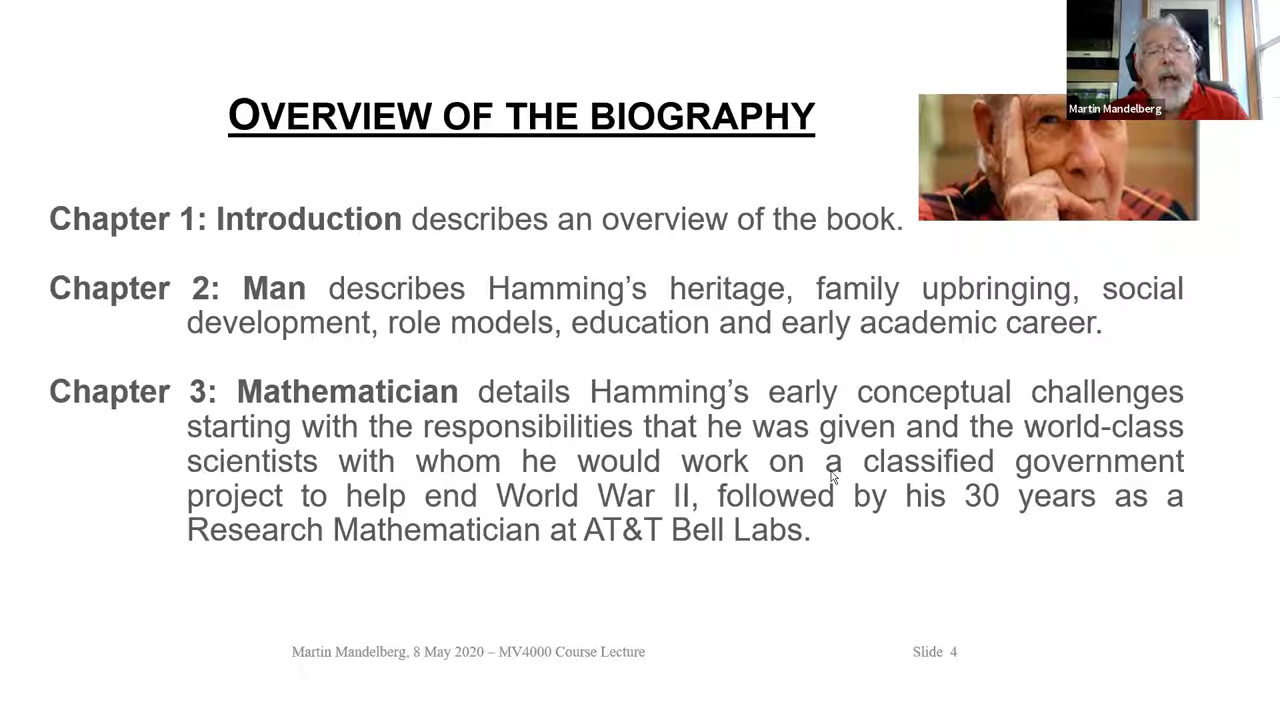 Martin Mandelberg
OVERVIEW OF THE BIOGRAPHY
Chapter 1: Introduction describes an overview of the book.
Chapter 2: Man describes Hamming’s heritage, family upbringing, social
development, role models, education and early academic career.
Chapter 3: Mathematician details Hamming’s early conceptual challenges
starting with the responsibilities that he was given and the world-class
scientists with whom he would work on a classified government
project to help end World War II, followed by his 30 years as a
Research Mathematician at AT&T Bell Labs.
Martin Mandelberg, 8 May 2020 – MV4000 Course Lecture
Slide 4